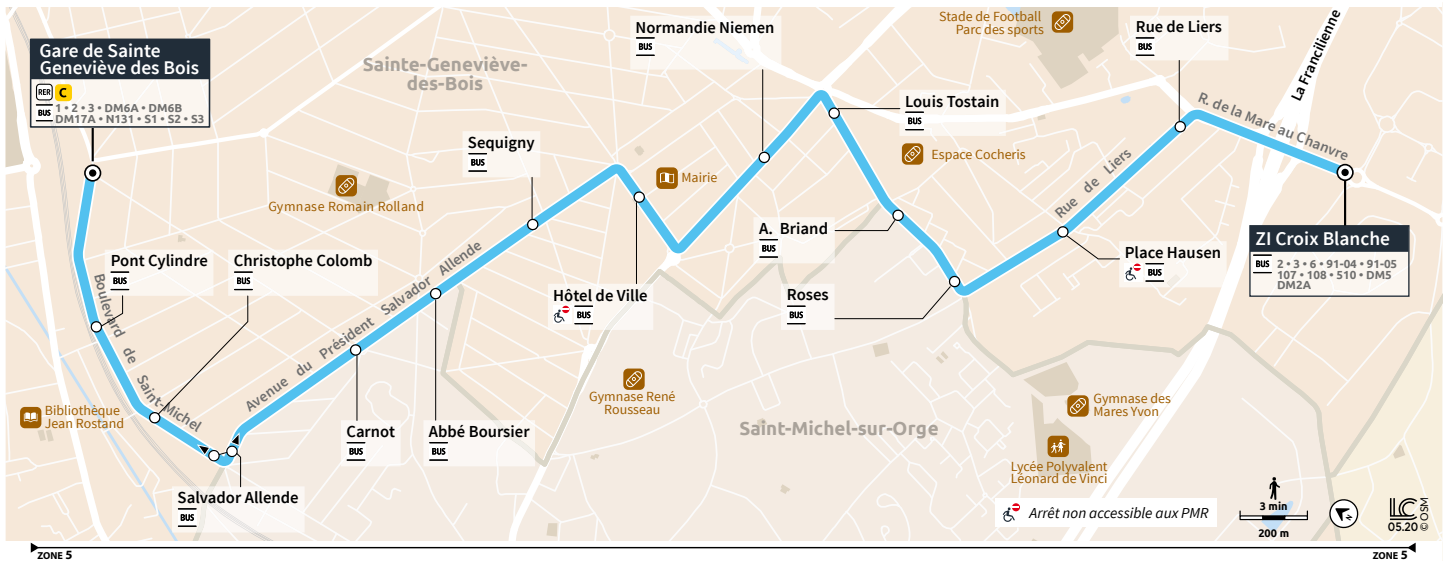 Gare de Sainte
Geneviève des Bois
RER C
BUS 1 • 2 • 3 • DM6A • DM6B
DM17A • N131 • S1 • S2 • S3
Sainte-Geneviève-
des-Bois
Normandie Niemen
BUS
Stade de Football
Parc des sports
Rue de Liers
BUS
La Francilienne
Louis Tostain
BUS
R. de la Mare au Chanvre
Sequigny
BUS
Espace Cocheris
Mairie
Gymnase Romain Rolland
Rue de Liers
A. Briand
BUS
Place Hausen
BUS
ZI Croix Blanche
BUS 2 • 3 • 6 • 91-04 • 91-05
107 • 108 • 510 • DM5
DM2A
Pont Cylindre
BUS
Christophe Colomb
BUS
Boulevard de Saint-Michel
Avenue du Président Salvador Allende
Hôtel de Ville
BUS
Roses
BUS
Gymnase René
Rousseau
Gymnase des
Mares Yvon
Bibliothèque
Jean Rostand
Carnot
BUS
Abbé Boursier
BUS
Saint-Michel-sur-Orge
Lycée Polyvalent
Léonard de Vinci
Salvador Allende
BUS
Arrêt non accessible aux PMR
3 min
200 m
LC
05.20 © OSM
ZONE 5
ZONE 5